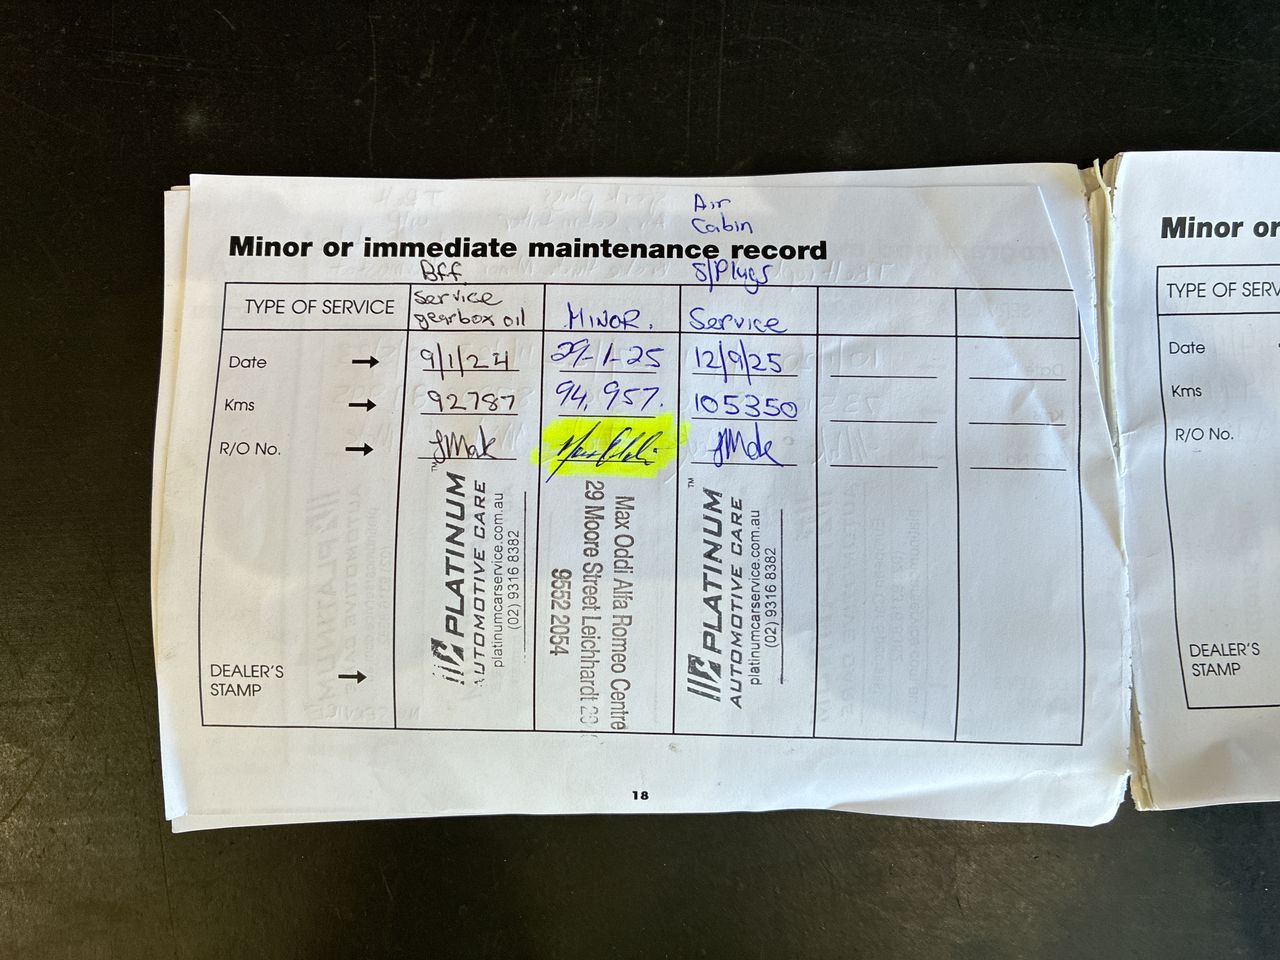 Air
Cabin
Minor or immediate maintenance record
Bff
S/Plugs
TYPE OF SERVICE
Service
gearbox oil
MINOR.
Service
Date → 9/1/24 29-1-25 12/9/25
Kms → 92787 94,957. 105350
R/O No. →
DEALER'S
STAMP →
PLATINUM™
AUTOMOTIVE CARE
platinumcarservice.com.au
(02) 9316 8382
Max Oddi Alfa Romeo Centre
29 Moore Street Leichhardt
9552 2054
PLATINUM™
AUTOMOTIVE CARE
platinumcarservice.com.au
(02) 9316 8382
18
Minor or
TYPE OF SERV
Date
Kms
R/O No.
DEALER'S
STAMP